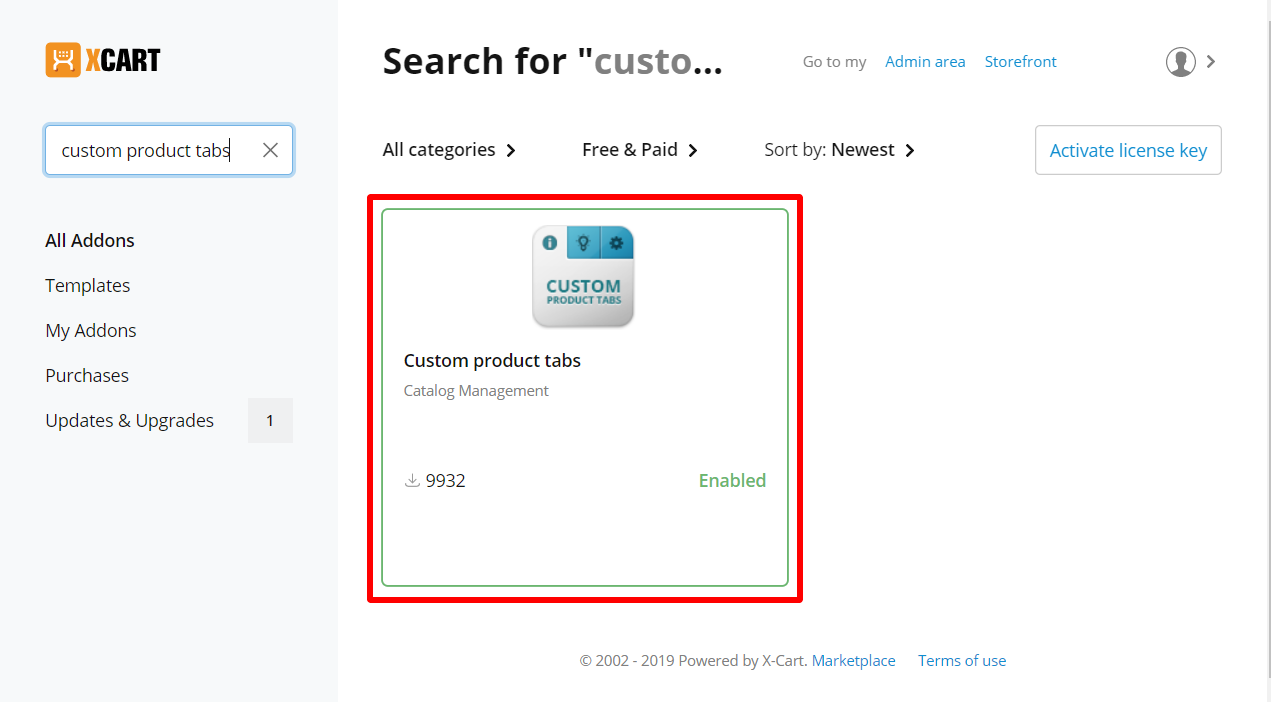 XCART
Search for "custo...
Go to my Admin area Storefront
custom product tabs
All categories
Free & Paid
Sort by: Newest
Activate license key
All Addons
Templates
My Addons
Purchases
Updates & Upgrades 1
CUSTOM
PRODUCT TABS
Custom product tabs
Catalog Management
9932
Enabled
© 2002 - 2019 Powered by X-Cart. Marketplace Terms of use